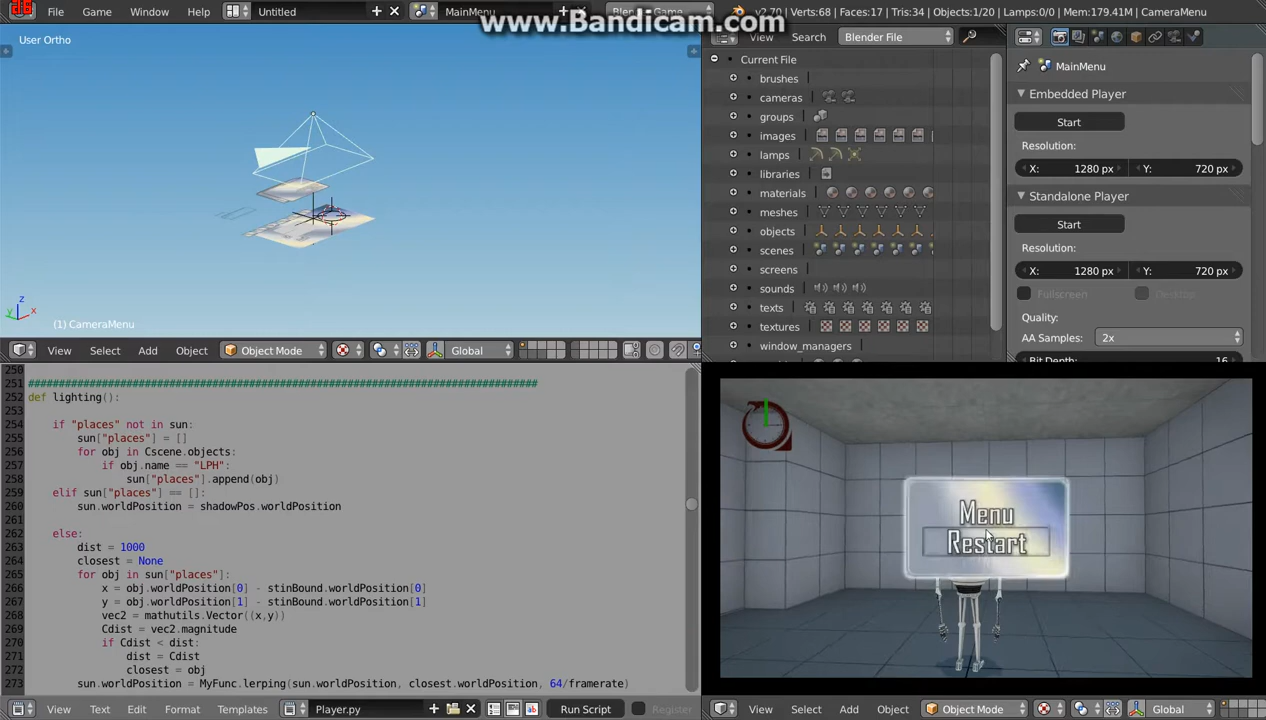 www.Bandicam.com
File Game Window Help Untitled MainMenu v2.70 Verts:68 | Faces:17 | Tris:34 | Objects:1/20 | Lamps:0/0 | Mem:179.41M | CameraMenu
User Ortho
(1) CameraMenu
View Select Add Object Object Mode Global
View Search Blender File
Current File
brushes
cameras
groups
images
lamps
libraries
materials
meshes
objects
scenes
screens
sounds
texts
textures
window_managers
MainMenu
Embedded Player
Start
Resolution:
X: 1280 px Y: 720 px
Standalone Player
Start
Resolution:
X: 1280 px Y: 720 px
Fullscreen Desktop
Quality:
AA Samples: 2x
Bit Depth: 16
250
251 ####################################################################################
252 def lighting():
253
254 if "places" not in sun:
255 sun["places"] = []
256 for obj in Cscene.objects:
257 if obj.name == "LPH":
258 sun["places"].append(obj)
259 elif sun["places"] == []:
260 sun.worldPosition = shadowPos.worldPosition
261
262 else:
263 dist = 1000
264 closest = None
265 for obj in sun["places"]:
266 x = obj.worldPosition[0] - stinBound.worldPosition[0]
267 y = obj.worldPosition[1] - stinBound.worldPosition[1]
268 vec2 = mathutils.Vector((x,y))
269 Cdist = vec2.magnitude
270 if Cdist < dist:
271 dist = Cdist
272 closest = obj
273 sun.worldPosition = MyFunc.lerping(sun.worldPosition, closest.worldPosition, 64/framerate)
Menu
Restart
View Text Edit Format Templates Player.py Run Script Register
View Select Add Object Object Mode Global